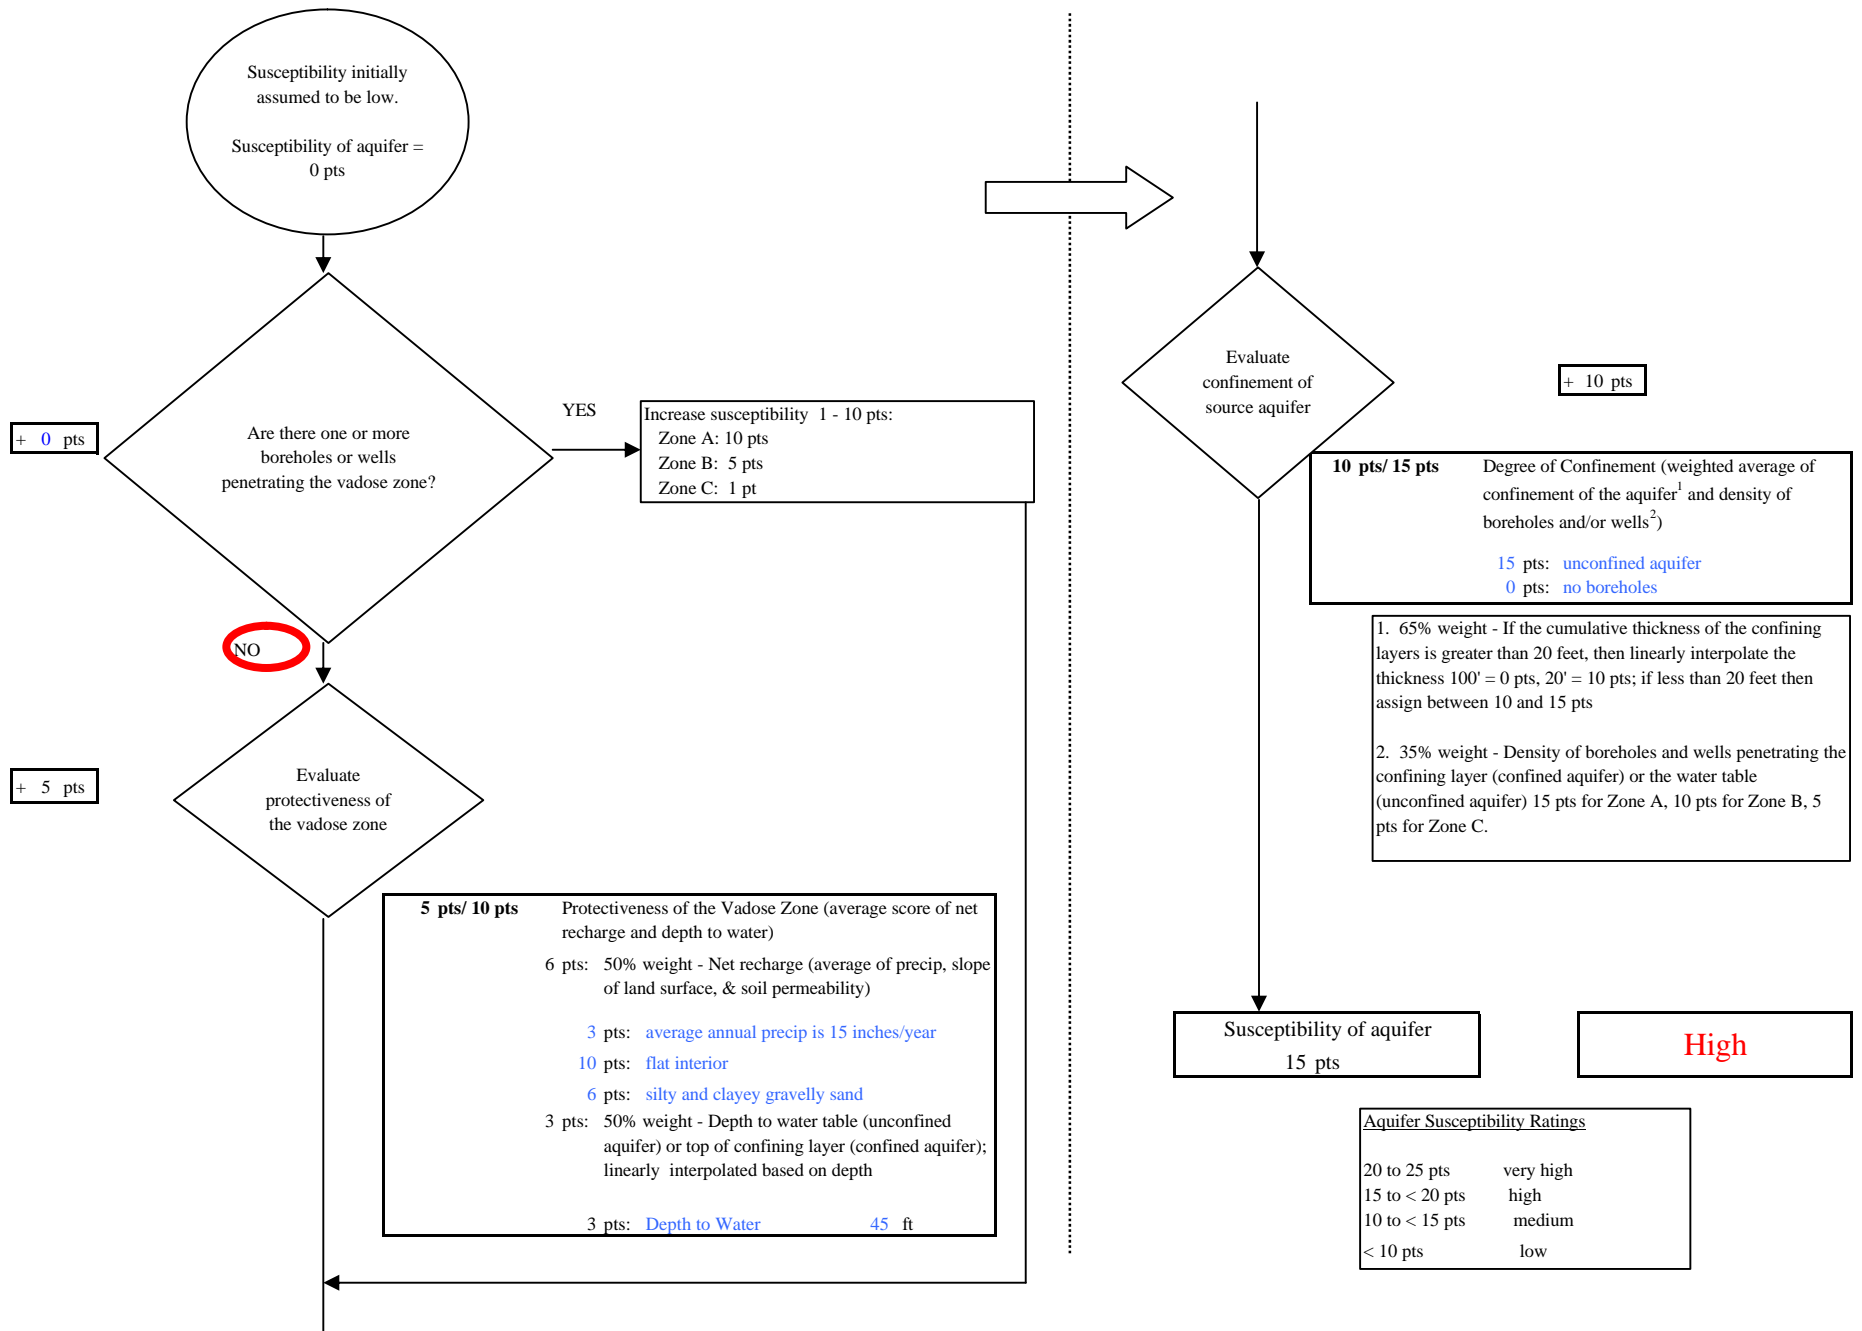 Susceptibility initially
assumed to be low.
Susceptibility of aquifer =
0 pts
+ 0 pts
Are there one or more
boreholes or wells
penetrating the vadose zone?
YES
Increase susceptibility 1 - 10 pts:
Zone A: 10 pts
Zone B: 5 pts
Zone C: 1 pt
NO
+ 5 pts
Evaluate
protectiveness of
the vadose zone
5 pts/ 10 pts Protectiveness of the Vadose Zone (average score of net
recharge and depth to water)
6 pts: 50% weight - Net recharge (average of precip, slope
of land surface, & soil permeability)
3 pts: average annual precip is 15 inches/year
10 pts: flat interior
6 pts: silty and clayey gravelly sand
3 pts: 50% weight - Depth to water table (unconfined
aquifer) or top of confining layer (confined aquifer);
linearly interpolated based on depth
3 pts: Depth to Water 45 ft
Evaluate
confinement of
source aquifer
+ 10 pts
10 pts/ 15 pts Degree of Confinement (weighted average of
confinement of the aquifer1 and density of
boreholes and/or wells2)
15 pts: unconfined aquifer
0 pts: no boreholes
1. 65% weight - If the cumulative thickness of the confining
layers is greater than 20 feet, then linearly interpolate the
thickness 100' = 0 pts, 20' = 10 pts; if less than 20 feet then
assign between 10 and 15 pts
2. 35% weight - Density of boreholes and wells penetrating the
confining layer (confined aquifer) or the water table
(unconfined aquifer) 15 pts for Zone A, 10 pts for Zone B, 5
pts for Zone C.
Susceptibility of aquifer
15 pts
High
Aquifer Susceptibility Ratings
20 to 25 pts very high
15 to < 20 pts high
10 to < 15 pts medium
< 10 pts low